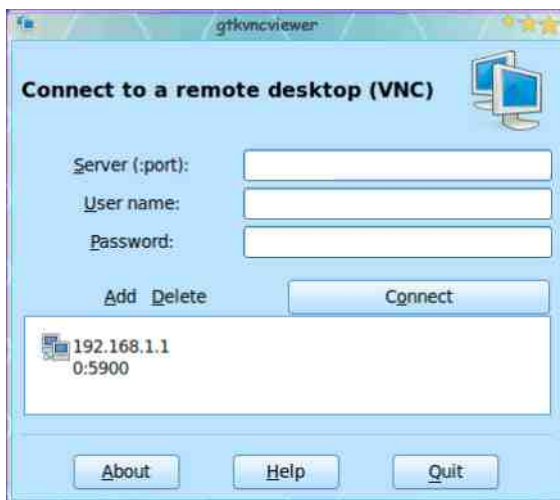 gtkvncviewer
Connect to a remote desktop (VNC)
Server (:port):
User name:
Password:
Add Delete Connect
192.168.1.1
0:5900
About Help Quit